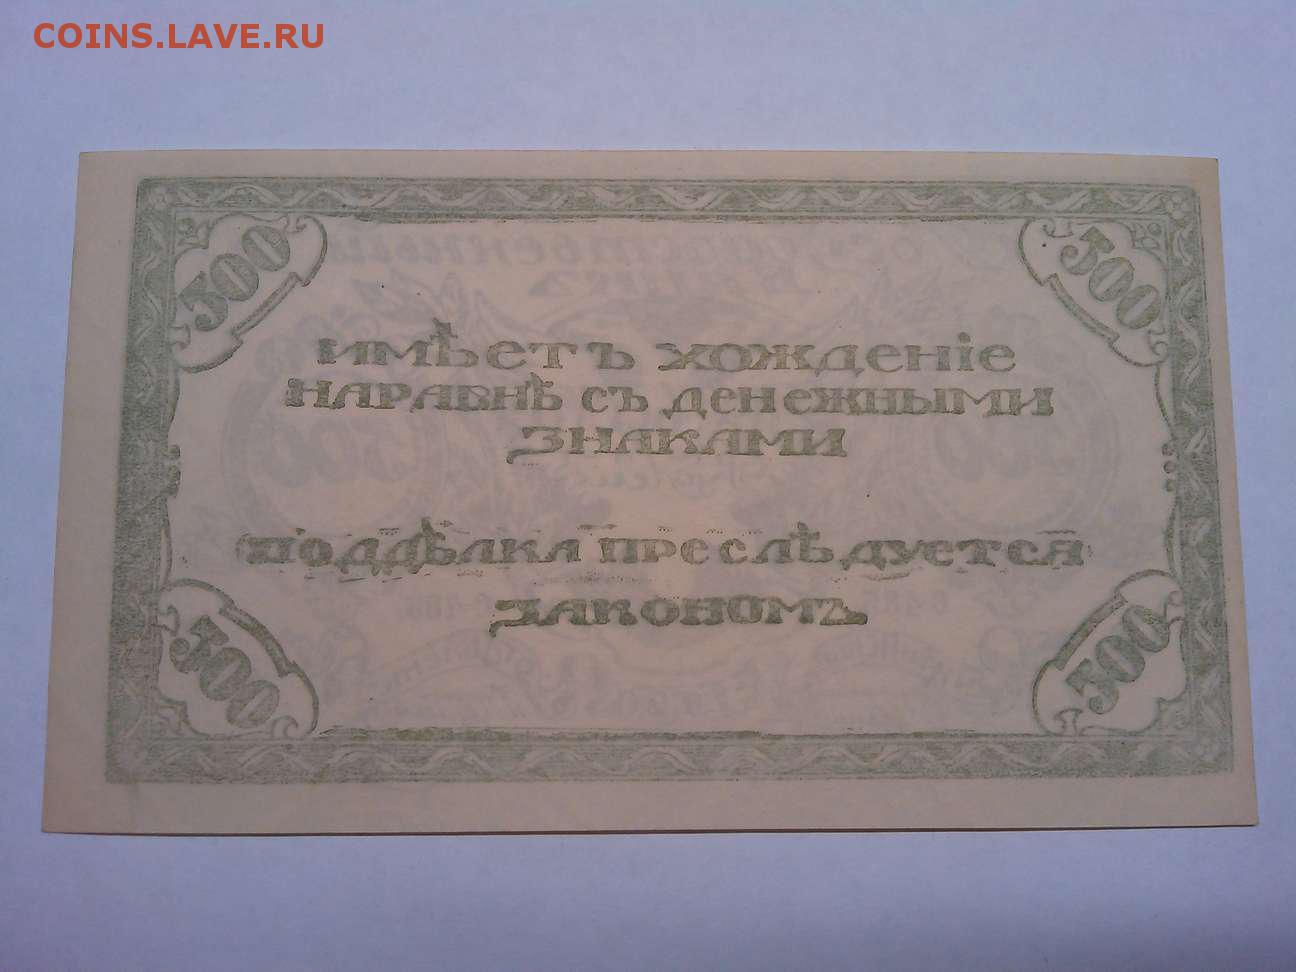 COINS.LAVE.RU
500 500
ИМѢЕТЪ ХОЖДЕНІЕ
НАРАВНѢ СЪ ДЕНЕЖНЫМИ
ЗНАКАМИ
ПОДДѢЛКА ПРЕСЛѢДУЕТСЯ
ЗАКОНОМЪ
500 500